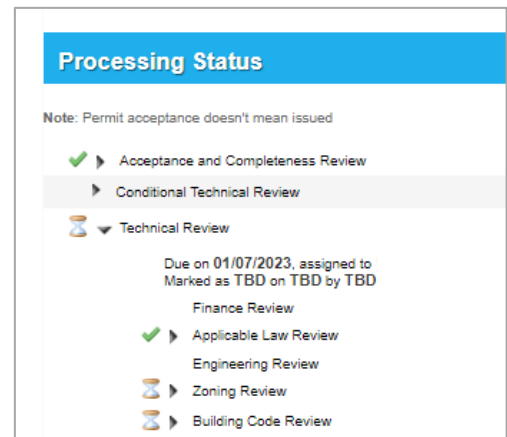 Processing Status
Note: Permit acceptance doesn't mean issued
Acceptance and Completeness Review
Conditional Technical Review
Technical Review
Due on 01/07/2023, assigned to
Marked as TBD on TBD by TBD
Finance Review
Applicable Law Review
Engineering Review
Zoning Review
Building Code Review